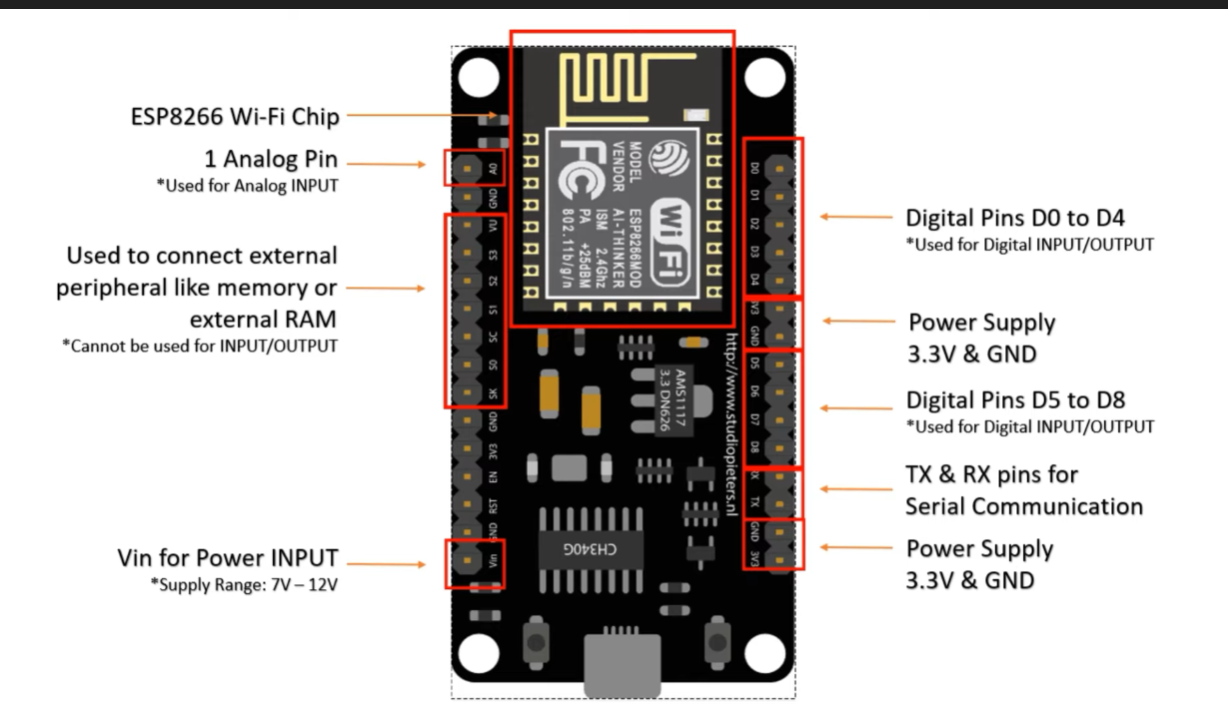 ESP8266 Wi-Fi Chip
1 Analog Pin
*Used for Analog INPUT
Used to connect external
peripheral like memory or
external RAM
*Cannot be used for INPUT/OUTPUT
Vin for Power INPUT
*Supply Range: 7V – 12V
A0
GND
VU
S3
S2
S1
SC
S0
SK
GND
3V3
EN
RST
GND
Vin
MODEL ESP8266MOD
VENDOR AI-THINKER
ISM 2.4Ghz
PA +25dBM
802.11b/g/n
FC
WiFi
AMS1117
3.3 DN626
http://www.studiopieters.nl
CH340G
D0
D1
D2
D3
D4
3V3
GND
D5
D6
D7
D8
RX
TX
GND
3V3
Digital Pins D0 to D4
*Used for Digital INPUT/OUTPUT
Power Supply
3.3V & GND
Digital Pins D5 to D8
*Used for Digital INPUT/OUTPUT
TX & RX pins for
Serial Communication
Power Supply
3.3V & GND